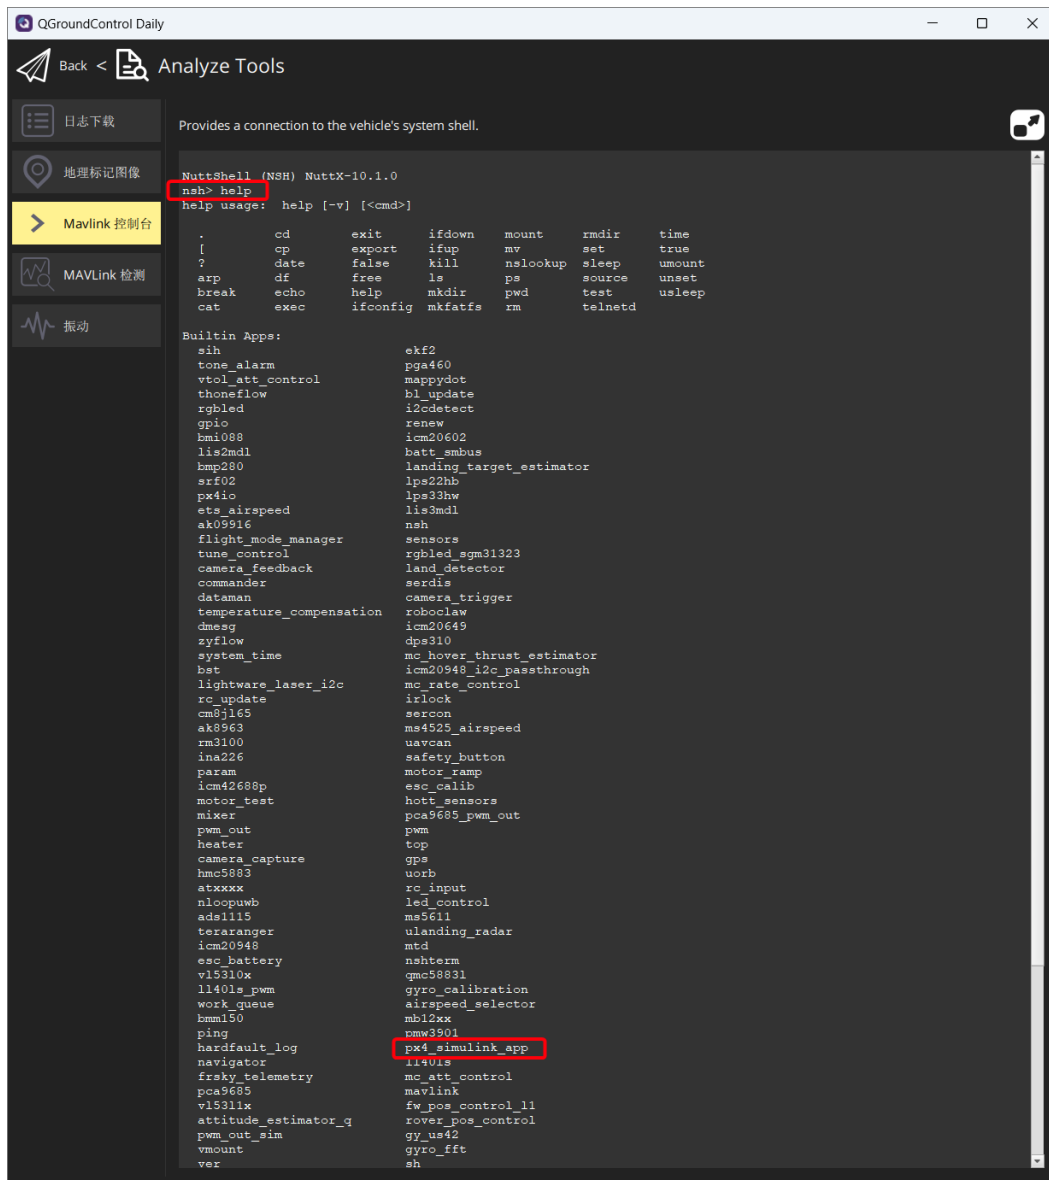 QGroundControl Daily
Back < Analyze Tools
日志下载
地理标记图像
Mavlink 控制台
MAVLink 检测
振动
Provides a connection to the vehicle's system shell.
NuttShell (NSH) NuttX-10.1.0
nsh> help
help usage:  help [-v] [<cmd>]
. cd exit ifdown mount rmdir time
[ cp export ifup mv set true
? date false kill nslookup sleep umount
arp df free ls ps source unset
break echo help mkdir pwd test usleep
cat exec ifconfig mkfatfs rm telnetd
Builtin Apps:
sih ekf2
tone_alarm pga460
vtol_att_control mappydot
thoneflow bl_update
rgbled i2cdetect
gpio renew
bmi088 icm20602
lis2mdl batt_smbus
bmp280 landing_target_estimator
srf02 lps22hb
px4io lps33hw
ets_airspeed lis3mdl
ak09916 nsh
flight_mode_manager sensors
tune_control rgbled_sgm31323
camera_feedback land_detector
commander serdis
dataman camera_trigger
temperature_compensation roboclaw
dmesg icm20649
zyflow dps310
system_time mc_hover_thrust_estimator
bst icm20948_i2c_passthrough
lightware_laser_i2c mc_rate_control
rc_update irlock
cm8jl65 sercon
ak8963 ms4525_airspeed
rm3100 uavcan
ina226 safety_button
param motor_ramp
icm42688p esc_calib
motor_test hott_sensors
mixer pca9685_pwm_out
pwm_out pwm
heater top
camera_capture gps
hmc5883 uorb
atxxxx rc_input
nloopuwb led_control
ads1115 ms5611
teraranger ulanding_radar
icm20948 mtd
esc_battery nshterm
vl53l0x qmc5883l
ll40ls_pwm gyro_calibration
work_queue airspeed_selector
bmm150 mb12xx
ping pmw3901
hardfault_log px4_simulink_app
navigator ll40ls
frsky_telemetry mc_att_control
pca9685 mavlink
vl53l1x fw_pos_control_l1
attitude_estimator_q rover_pos_control
pwm_out_sim gy_us42
vmount gyro_fft
ver sh